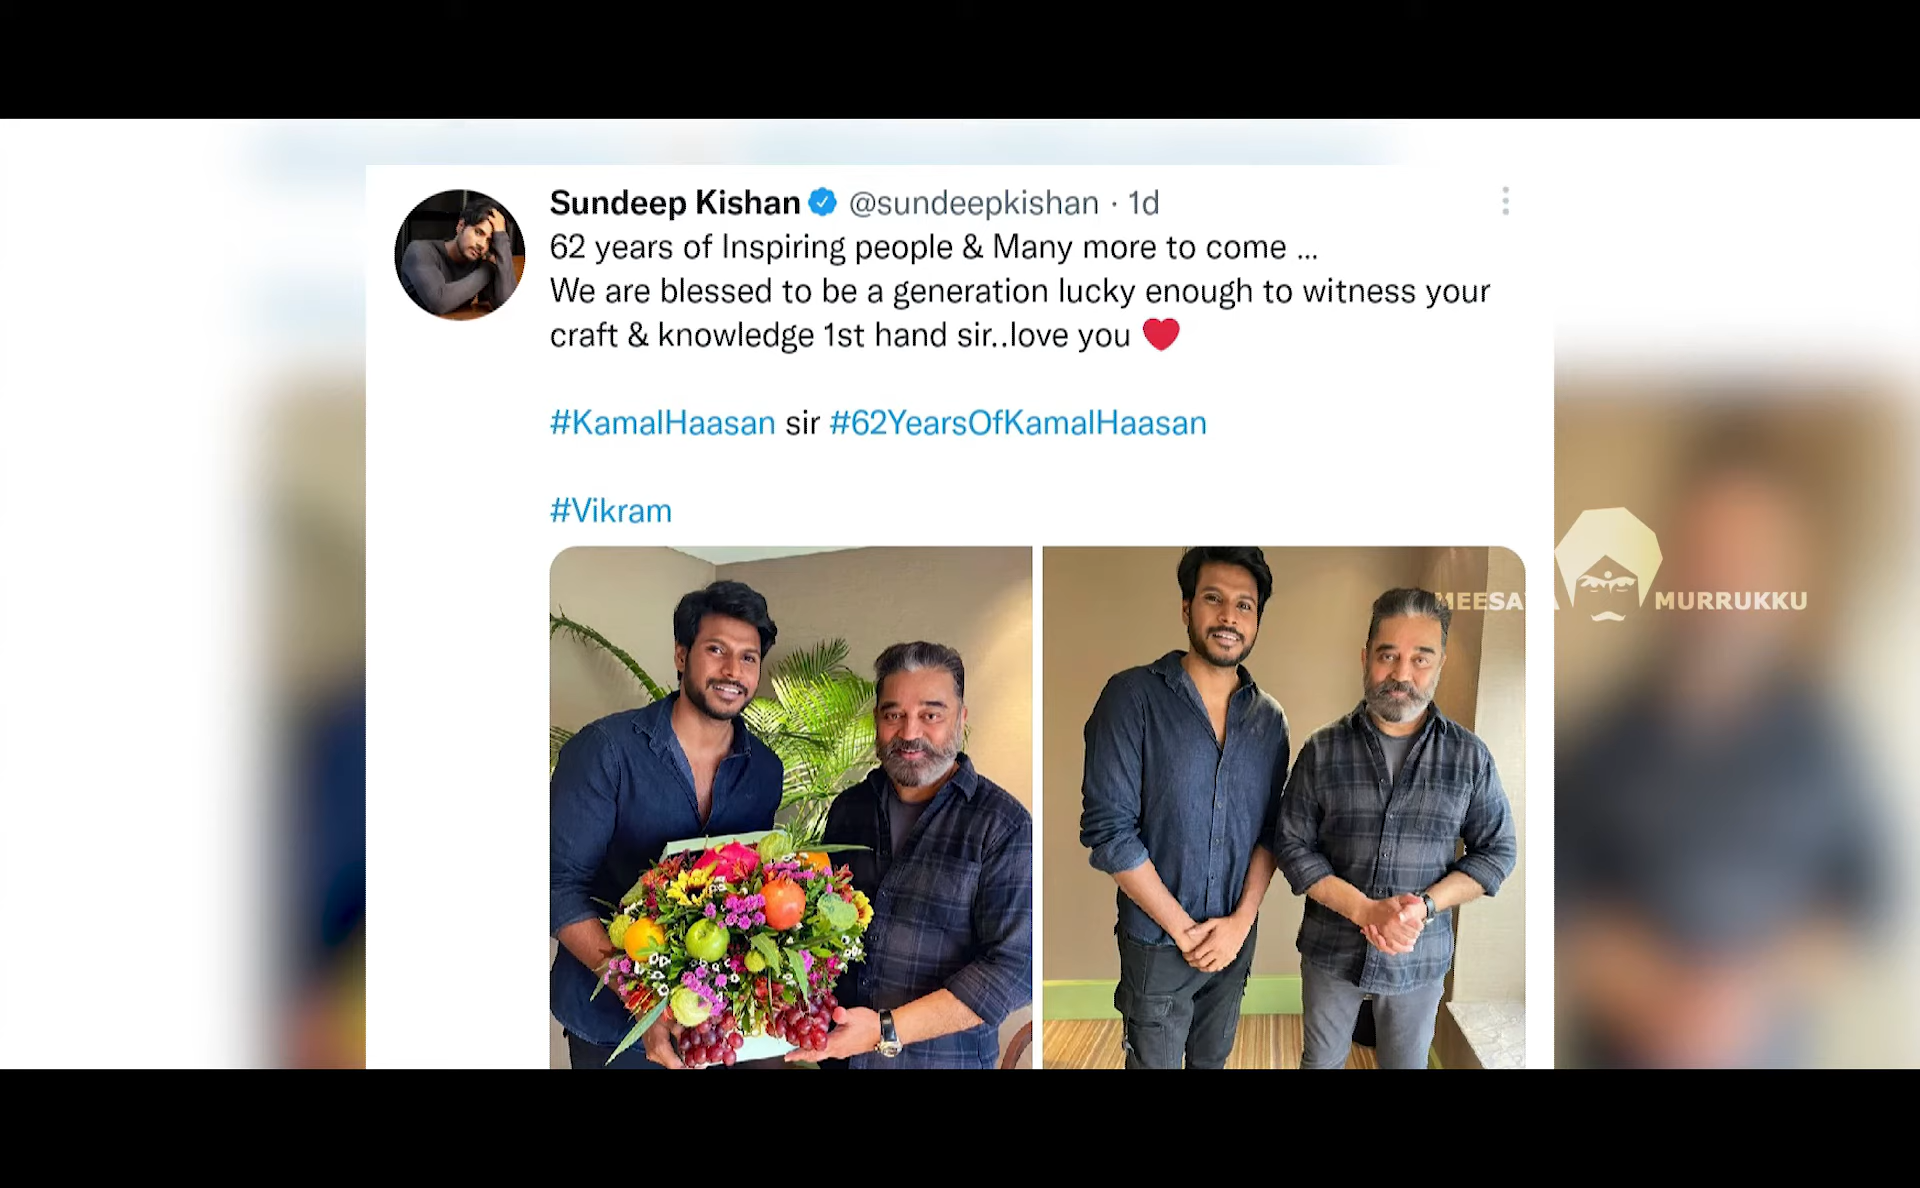 Sundeep Kishan @sundeepkishan · 1d
62 years of Inspiring people & Many more to come ...
We are blessed to be a generation lucky enough to witness your
craft & knowledge 1st hand sir..love you ❤️
#KamalHaasan sir #62YearsOfKamalHaasan
#Vikram
MEESAYA MURRUKKU